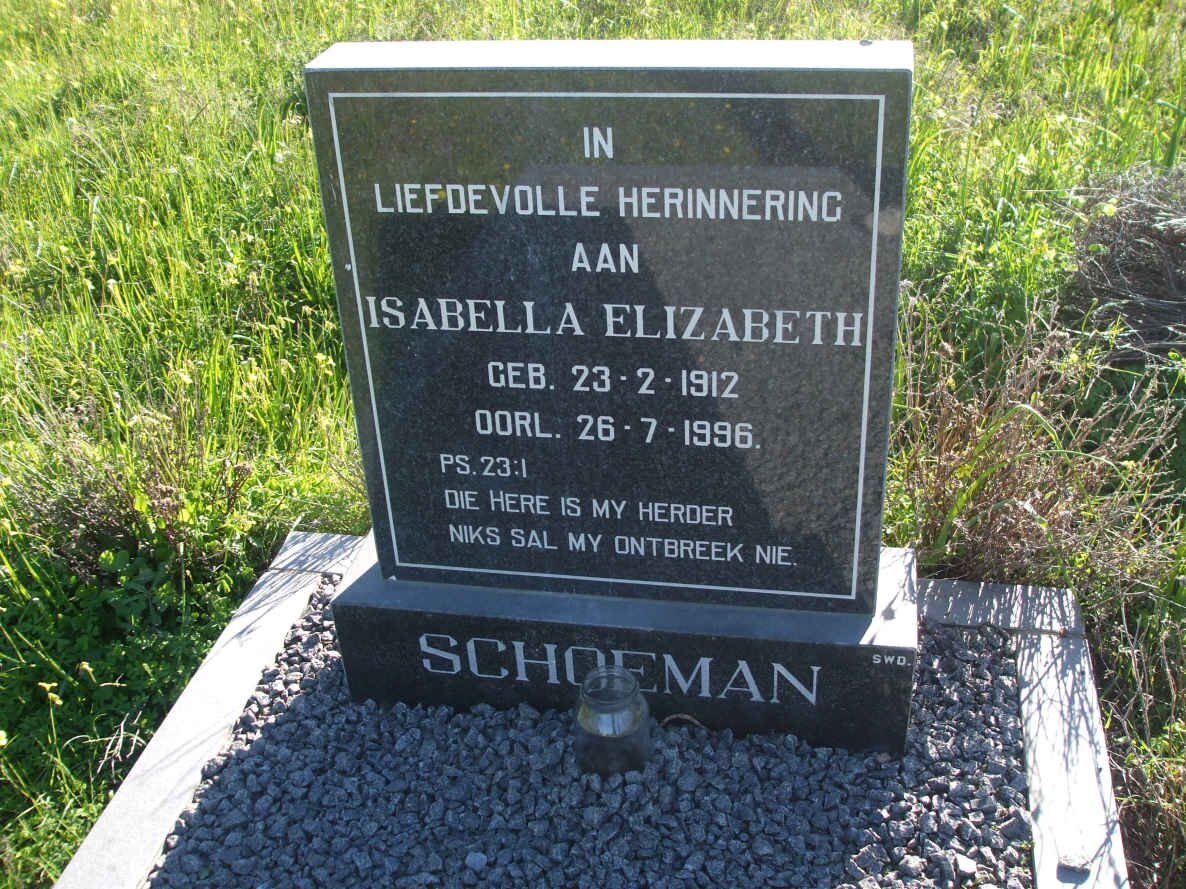 IN
LIEFDEVOLLE HERINNERING
AAN
ISABELLA ELIZABETH
GEB. 23-2-1912
OORL. 26-7-1996.
PS. 23:1
DIE HERE IS MY HERDER
NIKS SAL MY ONTBREEK NIE.
SCHOEMAN
SWD.